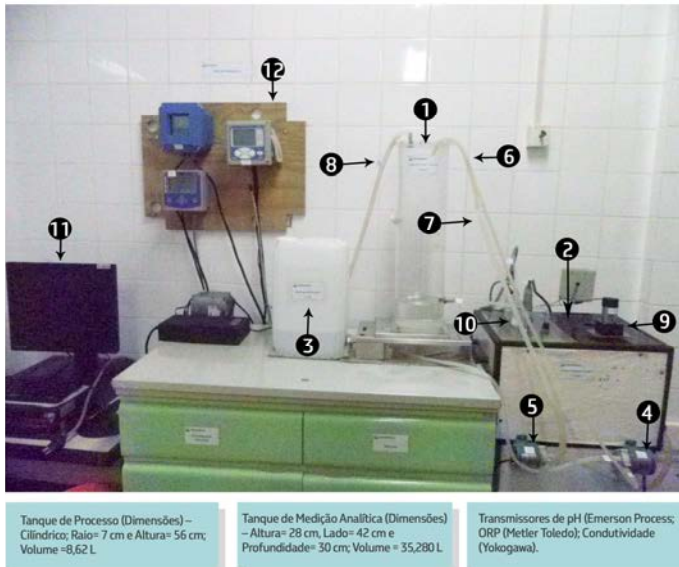 12
1
8
6
7
11
2
10
9
3
5
4
Tanque de Processo (Dimensões) –
Cilíndrico; Raio= 7 cm e Altura= 56 cm;
Volume =8,62 L
Tanque de Medição Analítica (Dimensões)
– Altura= 28 cm, Lado= 42 cm e
Profundidade= 30 cm; Volume = 35,280 L
Transmissores de pH (Emerson Process;
ORP (Metler Toledo); Condutividade
(Yokogawa).